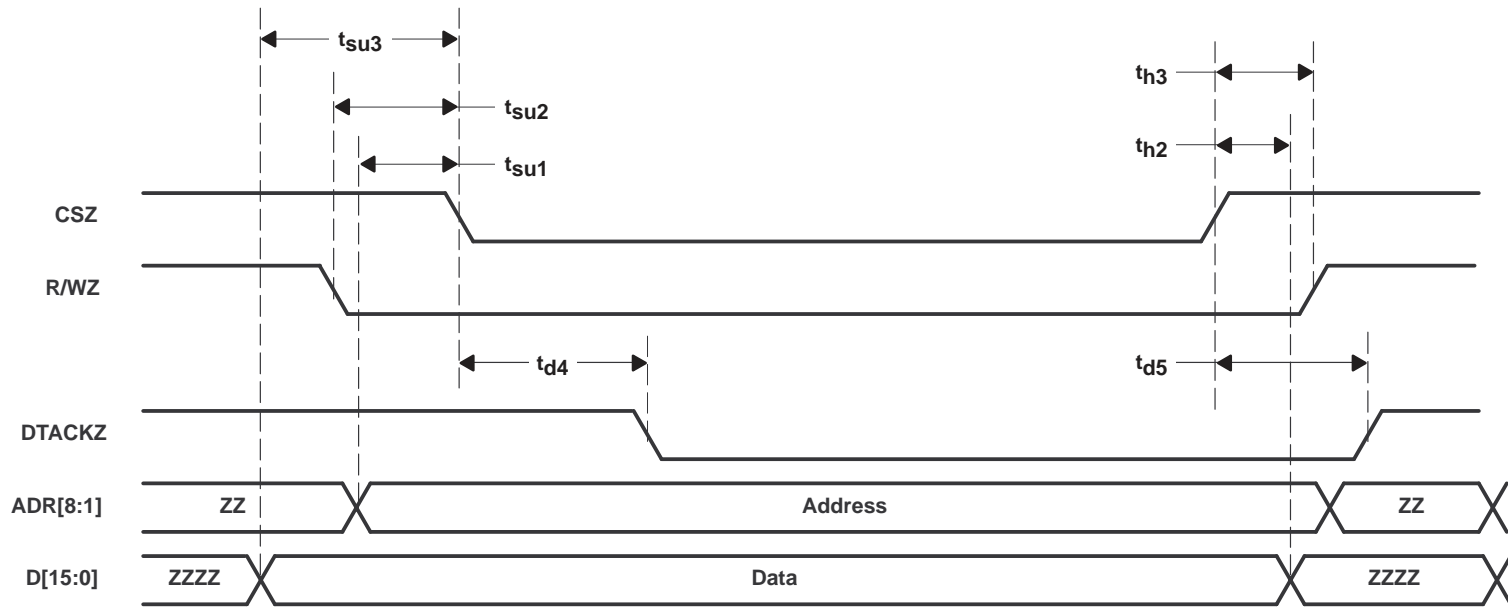 tsu3
th3
tsu2
th2
tsu1
CSZ
R/WZ
td4
td5
DTACKZ
ADR[8:1] ZZ Address ZZ
D[15:0] ZZZZ Data ZZZZ